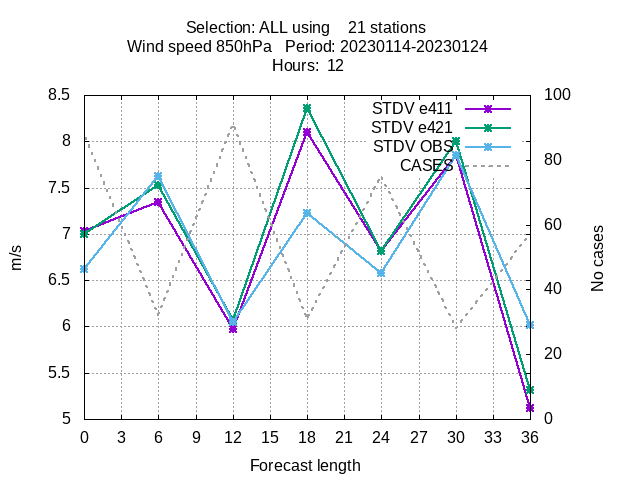 Selection: ALL using    21 stations
Wind speed 850hPa   Period: 20230114-20230124
Hours:  12
8.5
8
7.5
7
6.5
6
5.5
5
100
80
60
40
20
0
STDV e411
STDV e421
STDV OBS
CASES
m/s
No cases
0 3 6 9 12 15 18 21 24 27 30 33 36
Forecast length